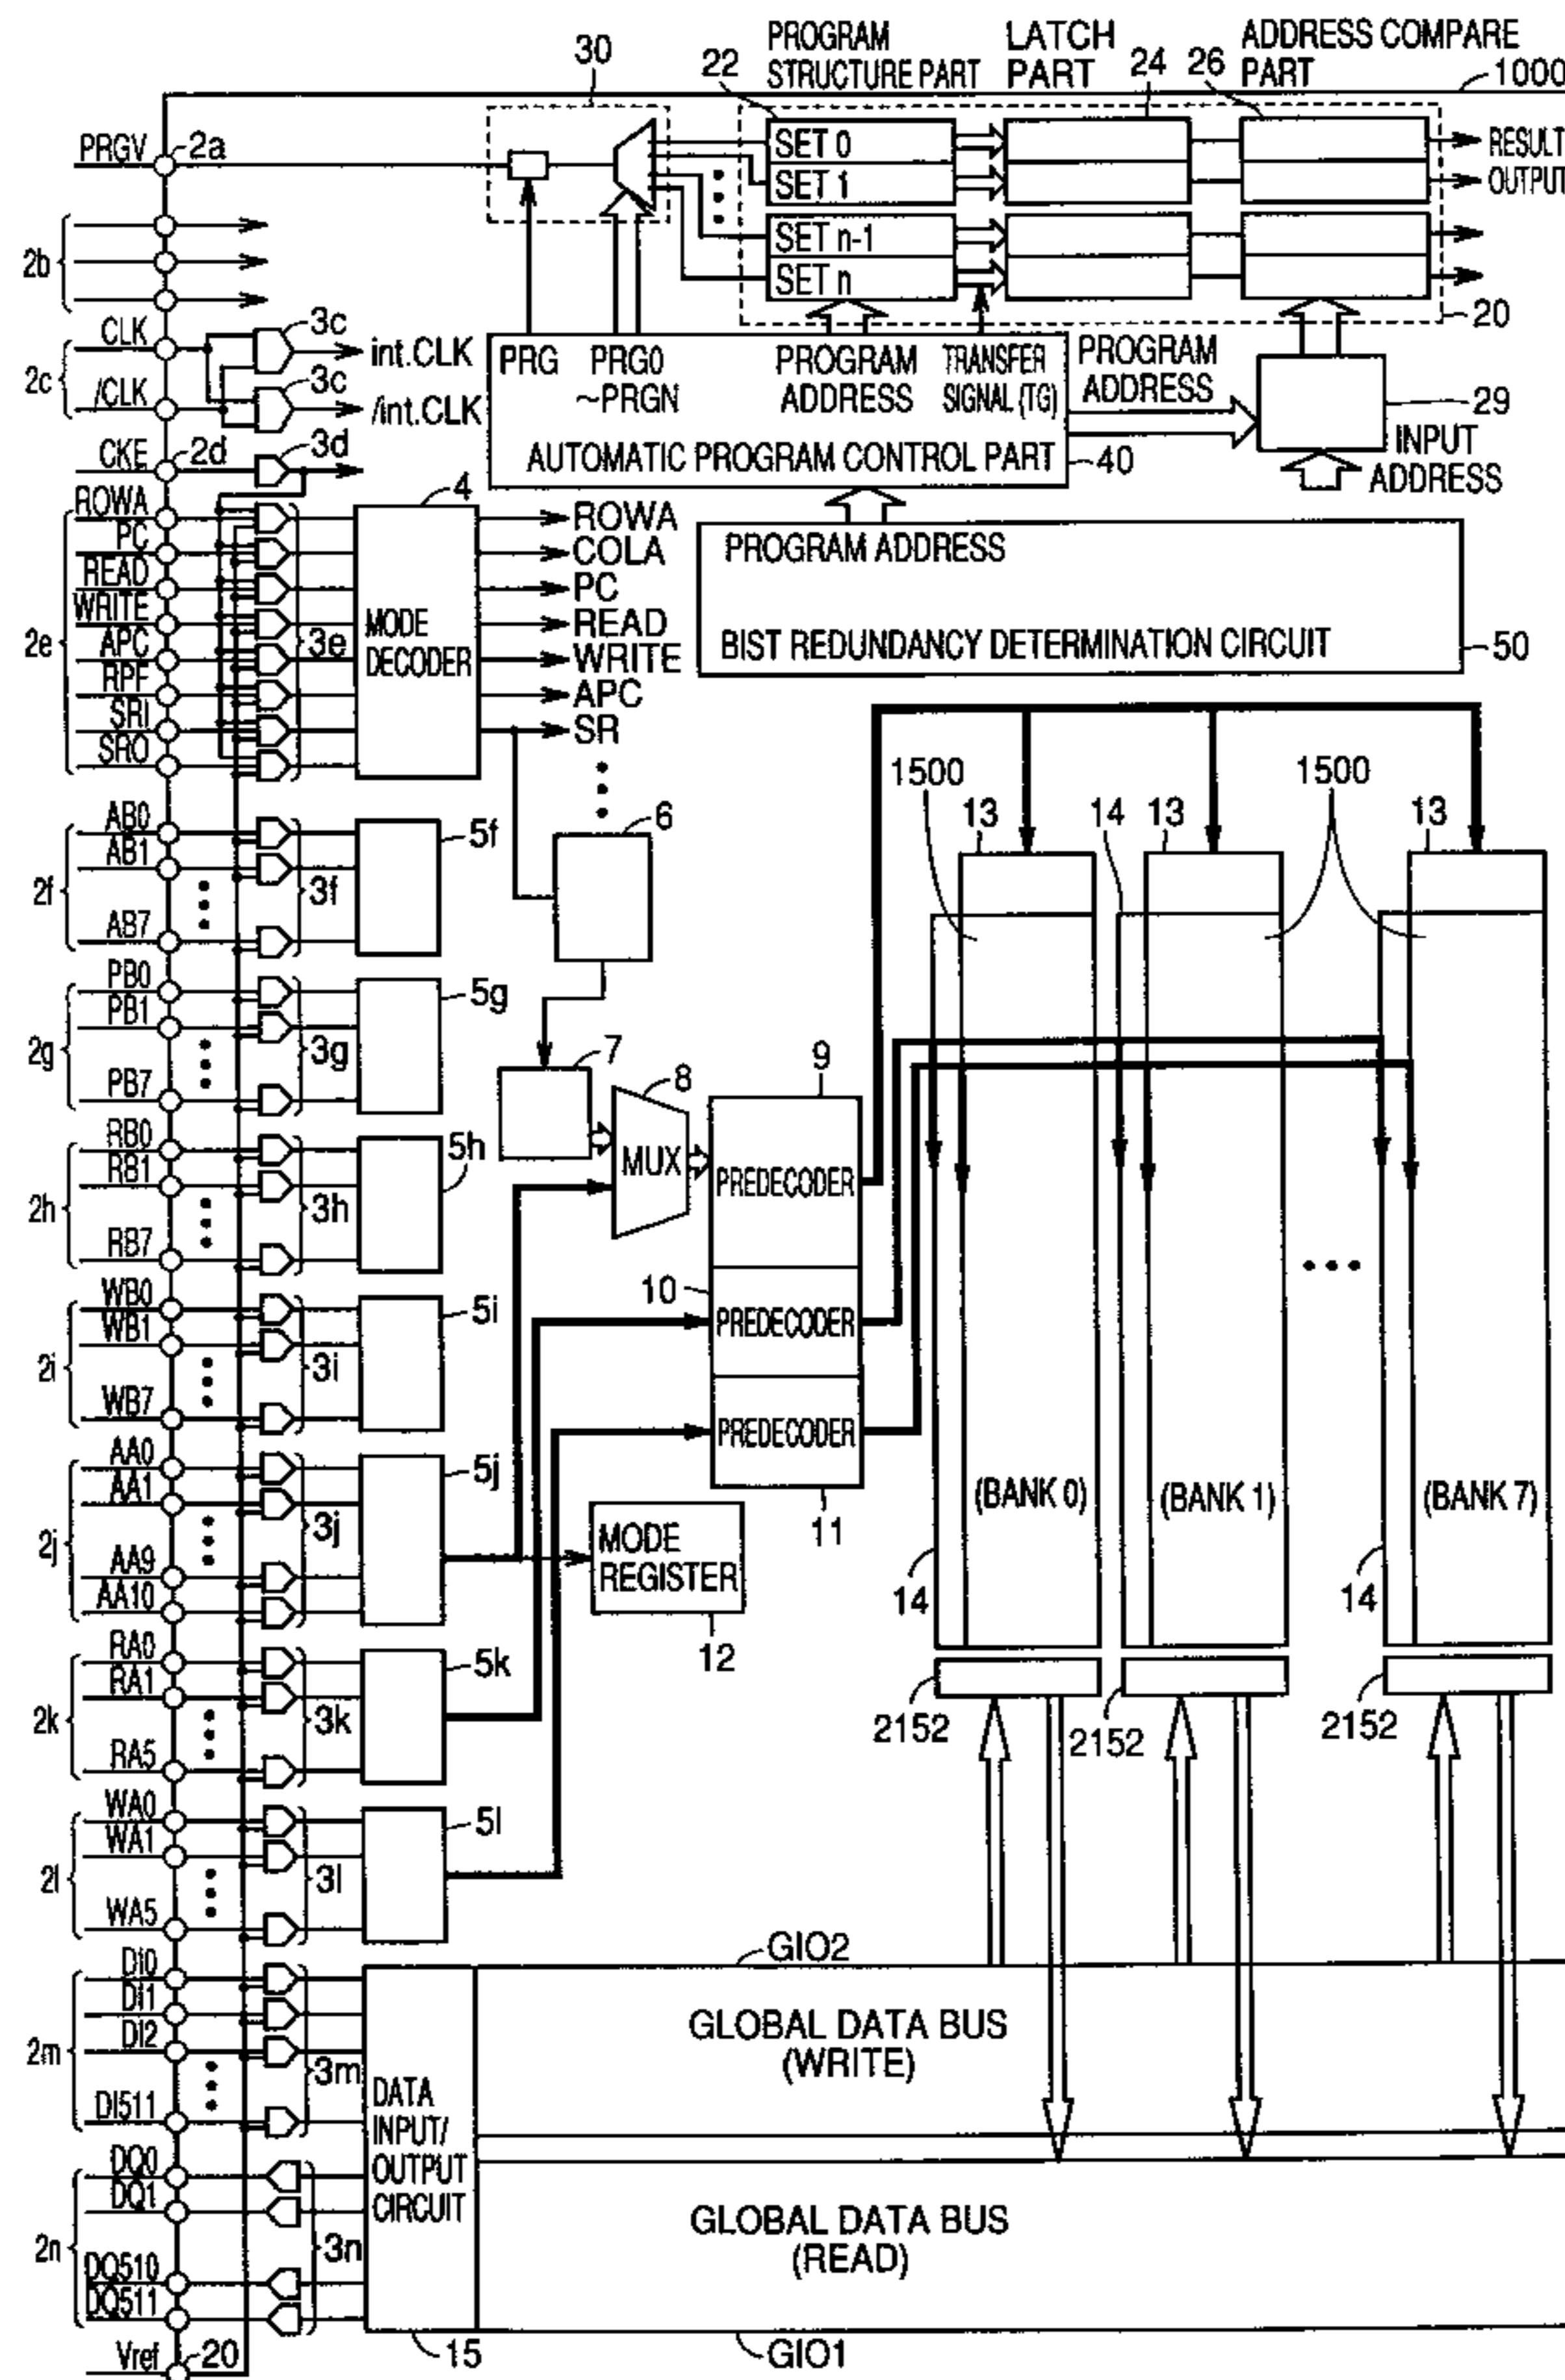 PROGRAM
STRUCTURE PART
LATCH
PART
ADDRESS COMPARE
PART
30
22
24
26
1000
PRGV
2a
SET 0
SET 1
SET n-1
SET n
RESULT
OUTPUT
20
2b
CLK
/CLK
2c
3c
3c
int.CLK
/int.CLK
PRG
PRG0
~PRGN
PROGRAM
ADDRESS
TRANSFER
SIGNAL (TG)
AUTOMATIC PROGRAM CONTROL PART
40
PROGRAM
ADDRESS
29
INPUT
ADDRESS
CKE
2d
3d
PROGRAM ADDRESS
BIST REDUNDANCY DETERMINATION CIRCUIT
50
ROWA
PC
READ
WRITE
APC
RPF
SRI
SRO
2e
3e
4
MODE
DECODER
ROWA
COLA
PC
READ
WRITE
APC
SR
AB0
AB1
AB7
2f
3f
5f
6
PB0
PB1
PB7
2g
3g
5g
7
8
MUX
RB0
RB1
RB7
2h
3h
5h
9
PREDECODER
10
PREDECODER
PREDECODER
11
WB0
WB1
WB7
2i
3i
5i
AA0
AA1
AA9
AA10
2j
3j
5j
MODE
REGISTER
12
RA0
RA1
RA5
2k
3k
5k
WA0
WA1
WA5
2l
3l
5l
1500
1500
13
14
13
13
(BANK 0)
(BANK 1)
(BANK 7)
14
14
2152
2152
2152
DI0
DI1
DI2
DI511
2m
3m
DQ0
DQ1
DQ510
DQ511
2n
3n
DATA
INPUT/
OUTPUT
CIRCUIT
15
GIO2
GLOBAL DATA BUS
(WRITE)
GLOBAL DATA BUS
(READ)
GIO1
Vref
20